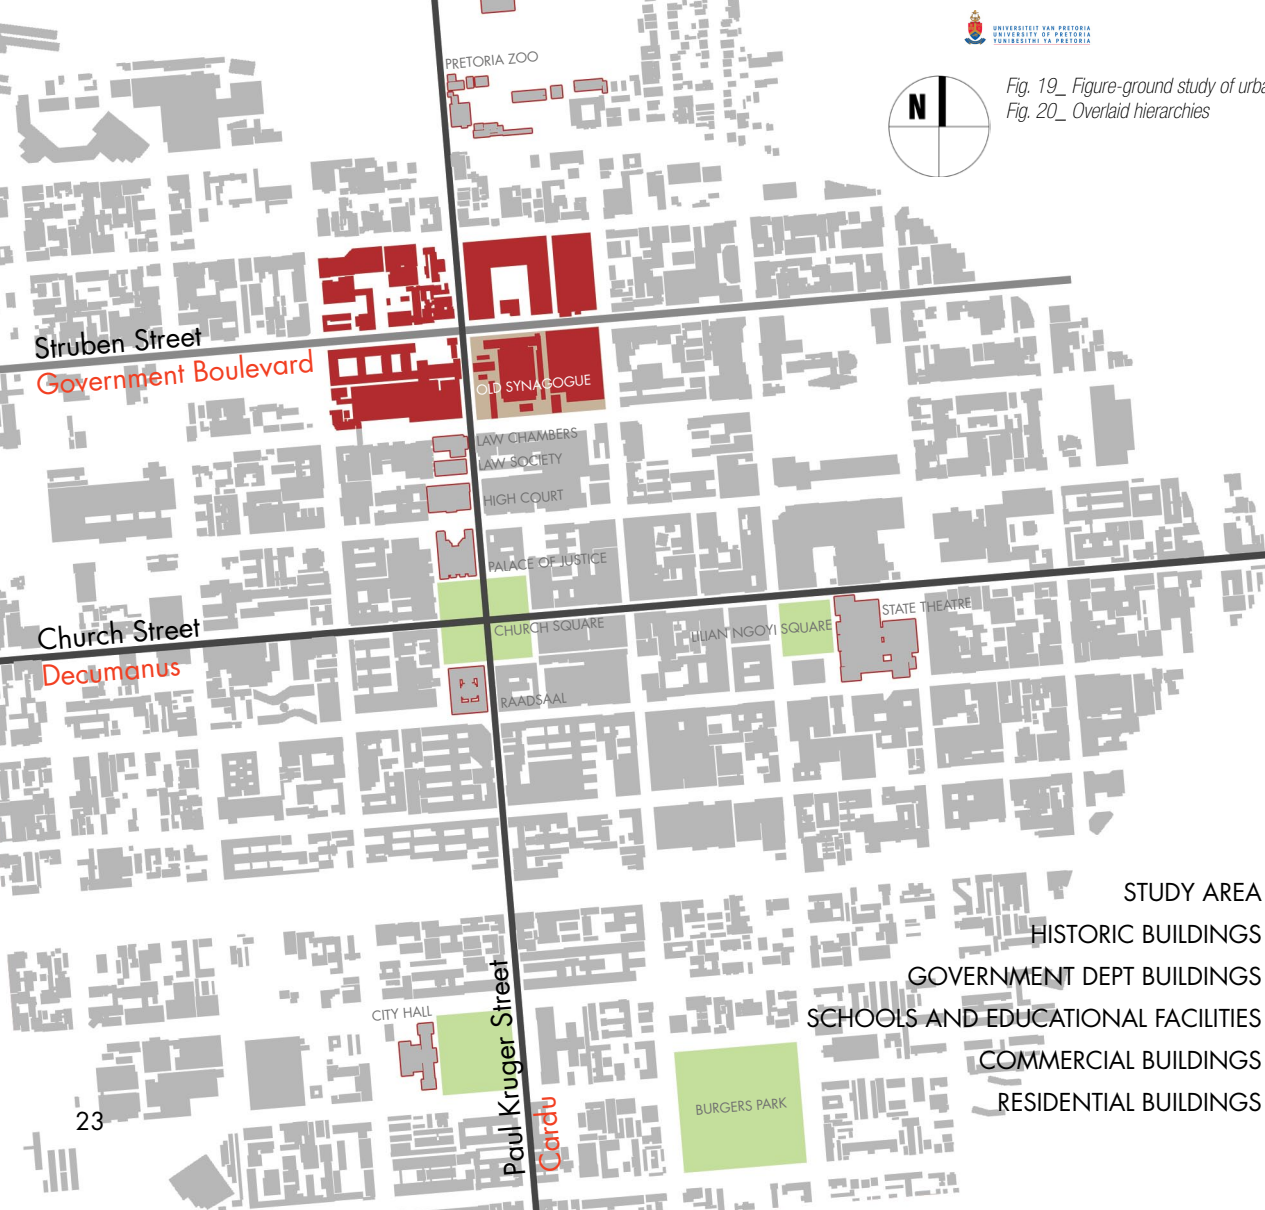 UNIVERSITEIT VAN PRETORIA
UNIVERSITY OF PRETORIA
YUNIBESITHI YA PRETORIA
Fig. 19_ Figure-ground study of urba
Fig. 20_ Overlaid hierarchies
N
PRETORIA ZOO
Struben Street
Government Boulevard
OLD SYNAGOGUE
LAW CHAMBERS
LAW SOCIETY
HIGH COURT
PALACE OF JUSTICE
Church Street
Decumanus
CHURCH SQUARE
LILIAN NGOYI SQUARE
STATE THEATRE
RAADSAAL
STUDY AREA
HISTORIC BUILDINGS
GOVERNMENT DEPT BUILDINGS
SCHOOLS AND EDUCATIONAL FACILITIES
COMMERCIAL BUILDINGS
RESIDENTIAL BUILDINGS
CITY HALL
Paul Kruger Street
Cardu
BURGERS PARK
23